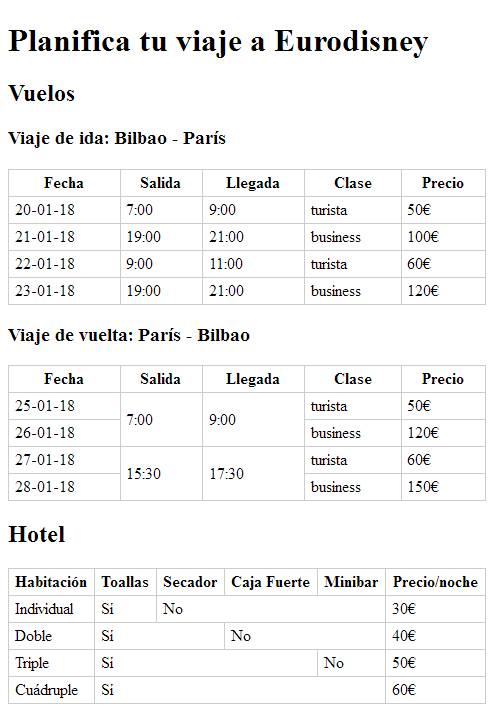 Planifica tu viaje a Eurodisney
Vuelos
Viaje de ida: Bilbao - París
Fecha Salida Llegada Clase Precio
20-01-18 7:00 9:00 turista 50€
21-01-18 19:00 21:00 business 100€
22-01-18 9:00 11:00 turista 60€
23-01-18 19:00 21:00 business 120€
Viaje de vuelta: París - Bilbao
Fecha Salida Llegada Clase Precio
25-01-18 7:00 9:00 turista 50€
26-01-18 business 120€
27-01-18 15:30 17:30 turista 60€
28-01-18 business 150€
Hotel
Habitación Toallas Secador Caja Fuerte Minibar Precio/noche
Individual Si No 30€
Doble Si No 40€
Triple Si No 50€
Cuádruple Si 60€